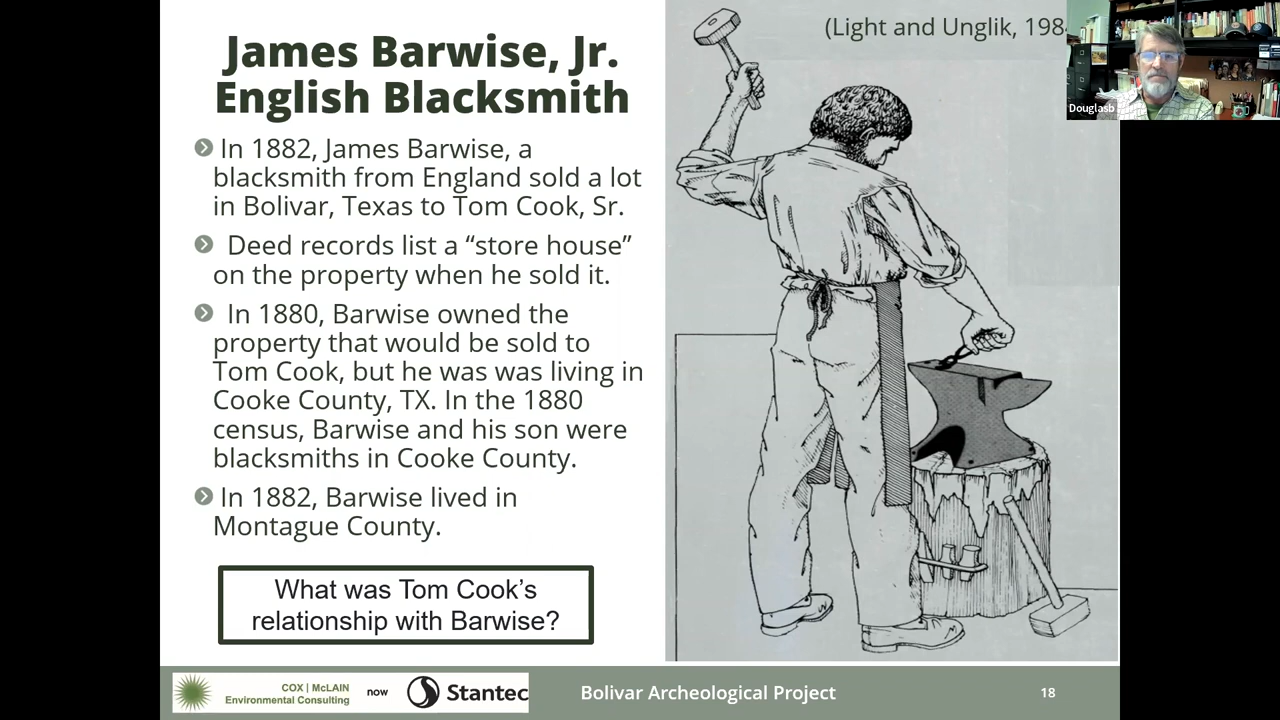 James Barwise, Jr.
English Blacksmith
In 1882, James Barwise, a
blacksmith from England sold a lot
in Bolivar, Texas to Tom Cook, Sr.
Deed records list a “store house”
on the property when he sold it.
In 1880, Barwise owned the
property that would be sold to
Tom Cook, but he was was living in
Cooke County, TX. In the 1880
census, Barwise and his son were
blacksmiths in Cooke County.
In 1882, Barwise lived in
Montague County.
What was Tom Cook’s
relationship with Barwise?
(Light and Unglik, 198
Douglasb
COX | McLAIN
Environmental Consulting
now
Stantec
Bolivar Archeological Project
18